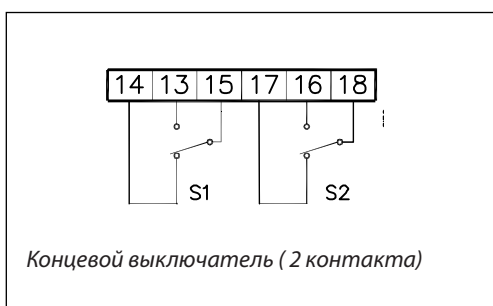 14 13 15 17 16 18
S1 S2
Концевой выключатель ( 2 контакта)